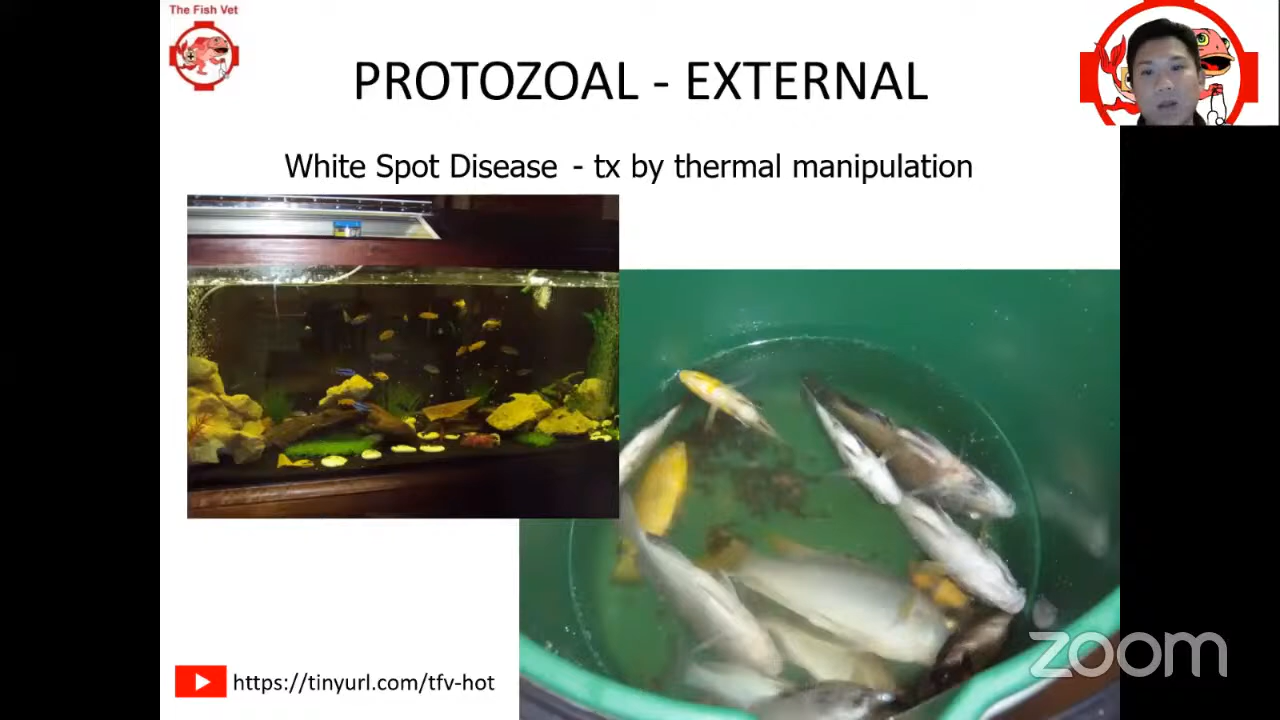 The Fish Vet
PROTOZOAL - EXTERNAL
White Spot Disease - tx by thermal manipulation
https://tinyurl.com/tfv-hot
zoom